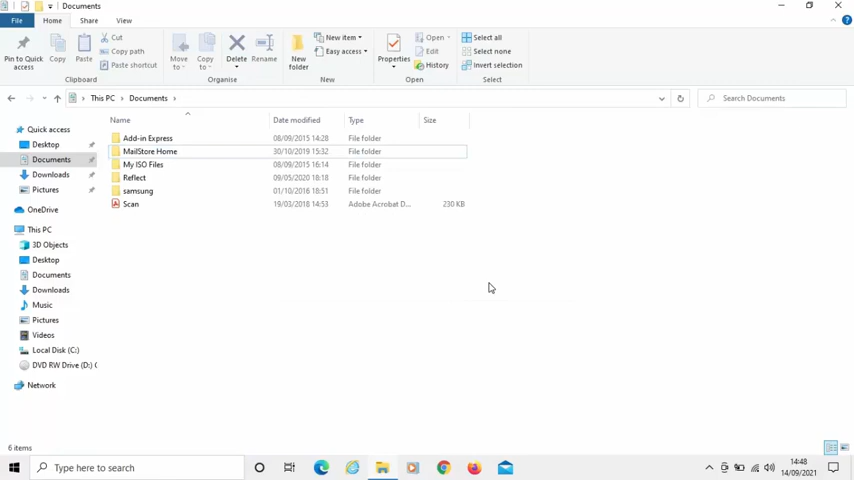 Documents
File Home Share View
Pin to Quick access
Copy
Paste
Cut
Copy path
Paste shortcut
Clipboard
Move to
Copy to
Delete
Rename
Organise
New folder
New item
Easy access
New
Properties
Open
Edit
History
Open
Select all
Select none
Invert selection
Select
This PC Documents
Search Documents
Name Date modified Type Size
Add-in Express 08/09/2015 14:28 File folder
MailStore Home 30/10/2019 15:32 File folder
My ISO Files 08/09/2015 16:14 File folder
Reflect 09/05/2020 18:18 File folder
samsung 01/10/2016 18:51 File folder
Scan 19/03/2018 14:53 Adobe Acrobat D... 230 KB
Quick access
Desktop
Documents
Downloads
Pictures
OneDrive
This PC
3D Objects
Desktop
Documents
Downloads
Music
Pictures
Videos
Local Disk (C:)
DVD RW Drive (D:) (
Network
6 items
Type here to search
14:48
14/09/2021